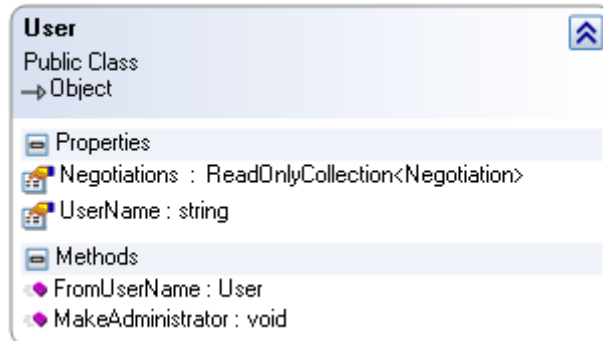 User
Public Class
Object
Properties
Negotiations : ReadOnlyCollection<Negotiation>
UserName : string
Methods
FromUserName : User
MakeAdministrator : void